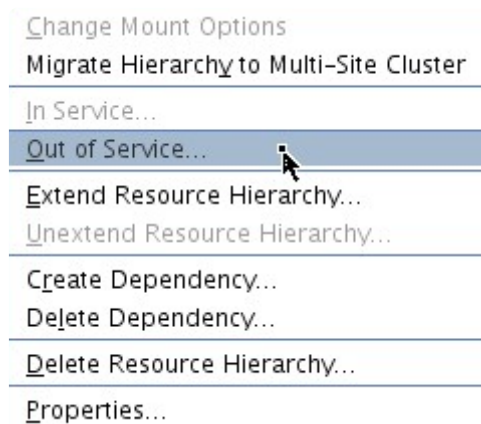 Change Mount Options
Migrate Hierarchy to Multi-Site Cluster
In Service...
Out of Service...
Extend Resource Hierarchy...
Unextend Resource Hierarchy...
Create Dependency...
Delete Dependency...
Delete Resource Hierarchy...
Properties...